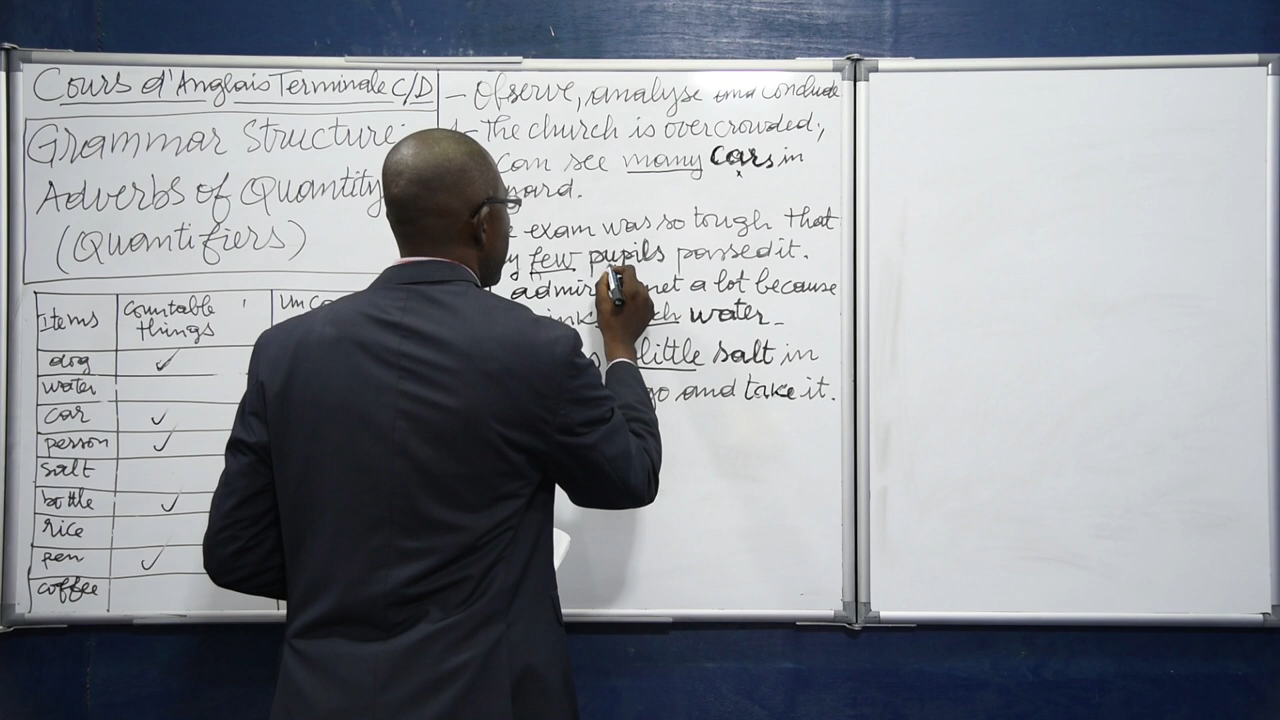 Cours d'Anglais Terminale C/D
Grammar Structure:
Adverbs of Quantity
(Quantifiers)
Items
countable things
dog ✓
water
car ✓
person ✓
salt
bottle ✓
rice
pen ✓
coffee
- Observe, analyse and conclude
- The church is overcrowded;
can see many cars in
yard.
exam was so tough that
few pupils passed it.
a lot because
water.
little salt in
go and take it.